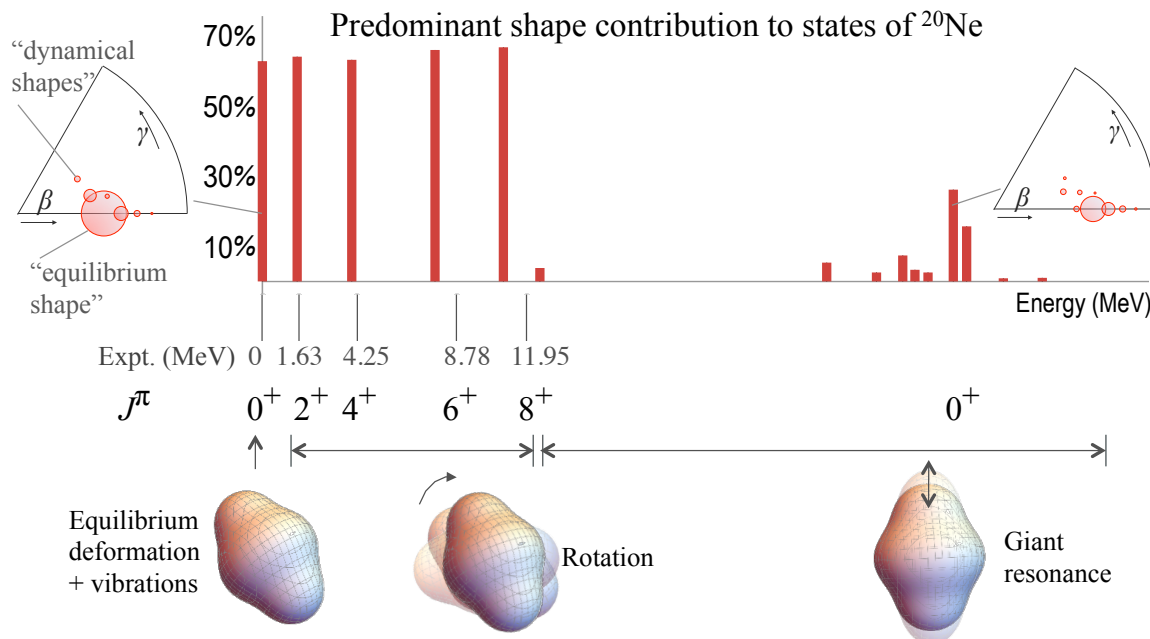 Predominant shape contribution to states of ²⁰Ne
“dynamical
shapes”
γ
β
“equilibrium
shape”
70%
50%
30%
10%
γ
β
Energy (MeV)
Expt. (MeV) 0 1.63 4.25 8.78 11.95
Jπ 0⁺ 2⁺ 4⁺ 6⁺ 8⁺ 0⁺
Equilibrium
deformation
+ vibrations
Rotation
Giant
resonance